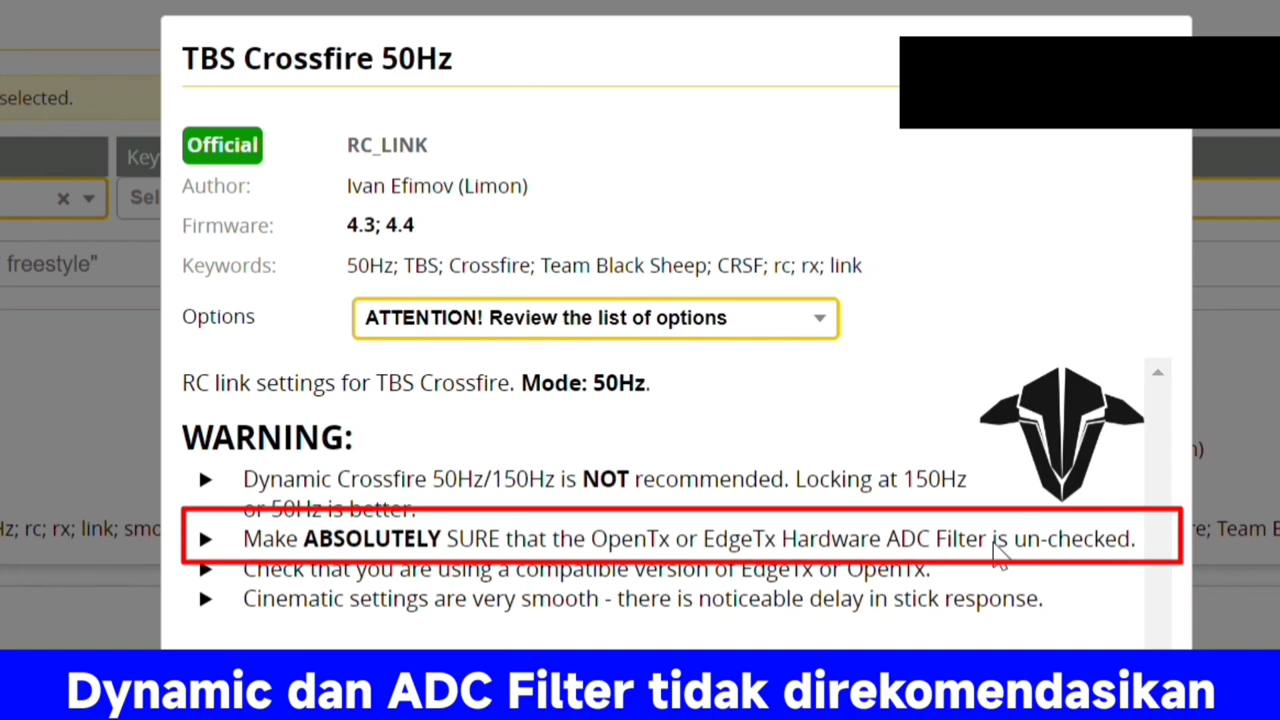 TBS Crossfire 50Hz
selected.
Official RC_LINK
Key
Author: Ivan Efimov (Limon)
Sel
Firmware: 4.3; 4.4
freestyle"
Keywords: 50Hz; TBS; Crossfire; Team Black Sheep; CRSF; rc; rx; link
Options ATTENTION! Review the list of options
RC link settings for TBS Crossfire. Mode: 50Hz.
WARNING:
Dynamic Crossfire 50Hz/150Hz is NOT recommended. Locking at 150Hz
or 50Hz is better.
Hz; rc; rx; link; smo
Make ABSOLUTELY SURE that the OpenTx or EdgeTx Hardware ADC Filter is un-checked.
re; Team B
Check that you are using a compatible version of EdgeTx or OpenTx.
Cinematic settings are very smooth - there is noticeable delay in stick response.
Dynamic dan ADC Filter tidak direkomendasikan